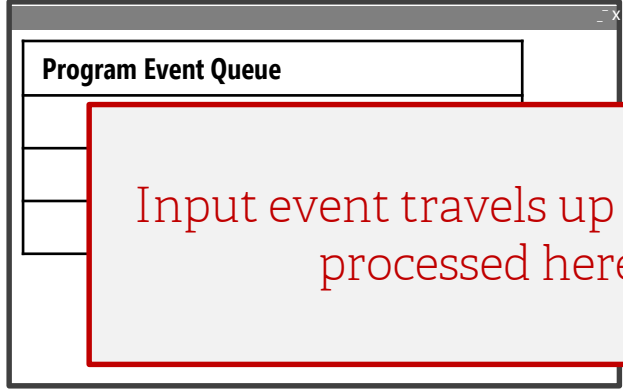 Program Event Queue
Input event travels up
processed here